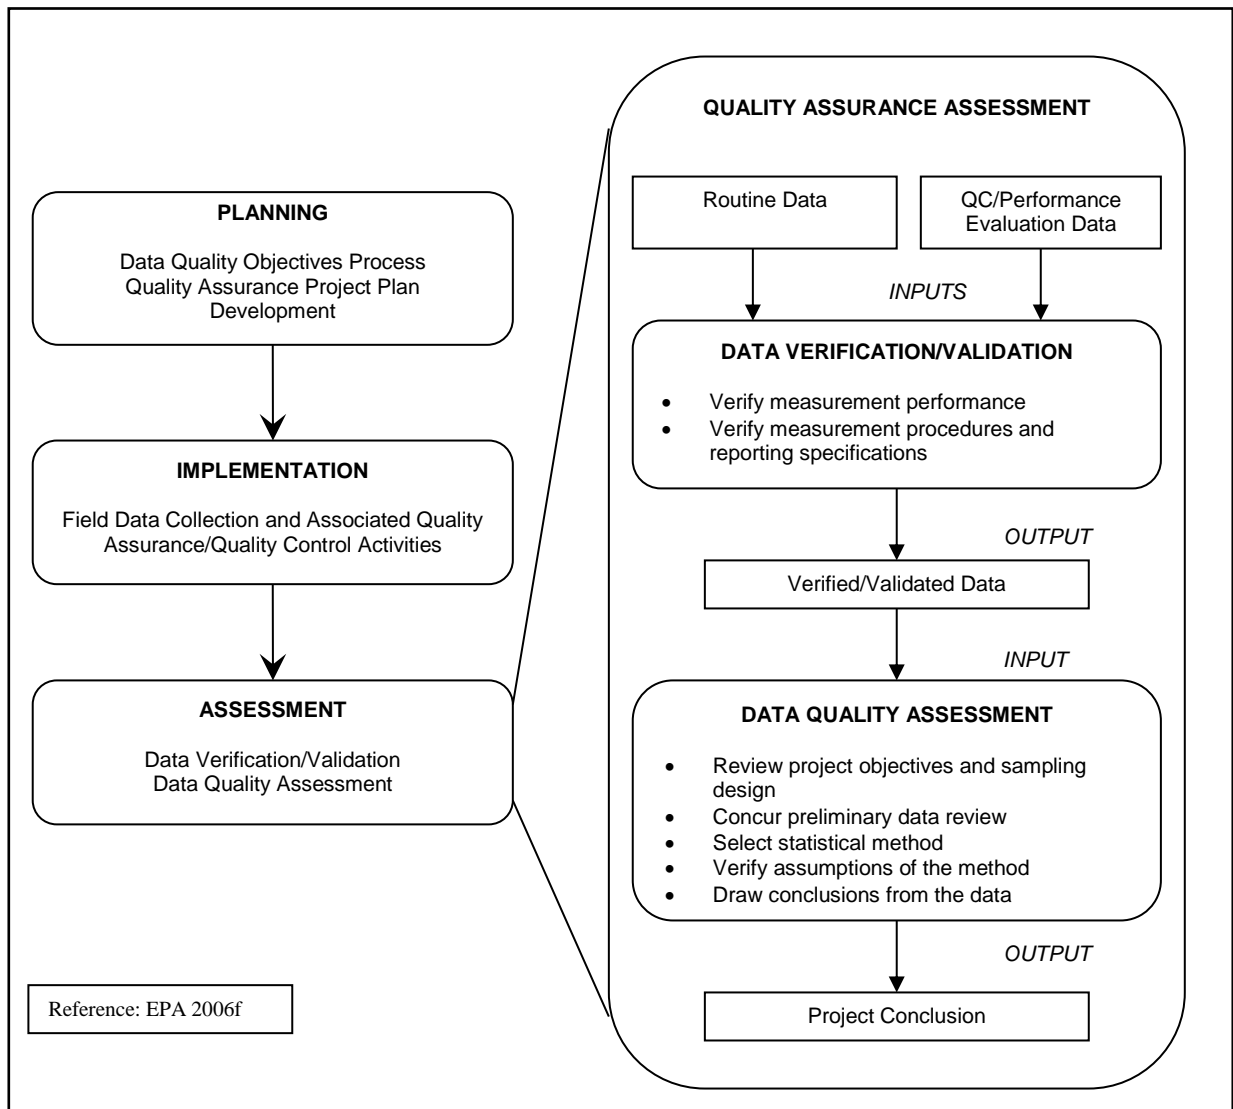 PLANNING
Data Quality Objectives Process
Quality Assurance Project Plan
Development
IMPLEMENTATION
Field Data Collection and Associated Quality
Assurance/Quality Control Activities
ASSESSMENT
Data Verification/Validation
Data Quality Assessment
Reference: EPA 2006f
QUALITY ASSURANCE ASSESSMENT
Routine Data
QC/Performance
Evaluation Data
INPUTS
DATA VERIFICATION/VALIDATION
• Verify measurement performance
• Verify measurement procedures and
reporting specifications
OUTPUT
Verified/Validated Data
INPUT
DATA QUALITY ASSESSMENT
• Review project objectives and sampling
design
• Concur preliminary data review
• Select statistical method
• Verify assumptions of the method
• Draw conclusions from the data
OUTPUT
Project Conclusion